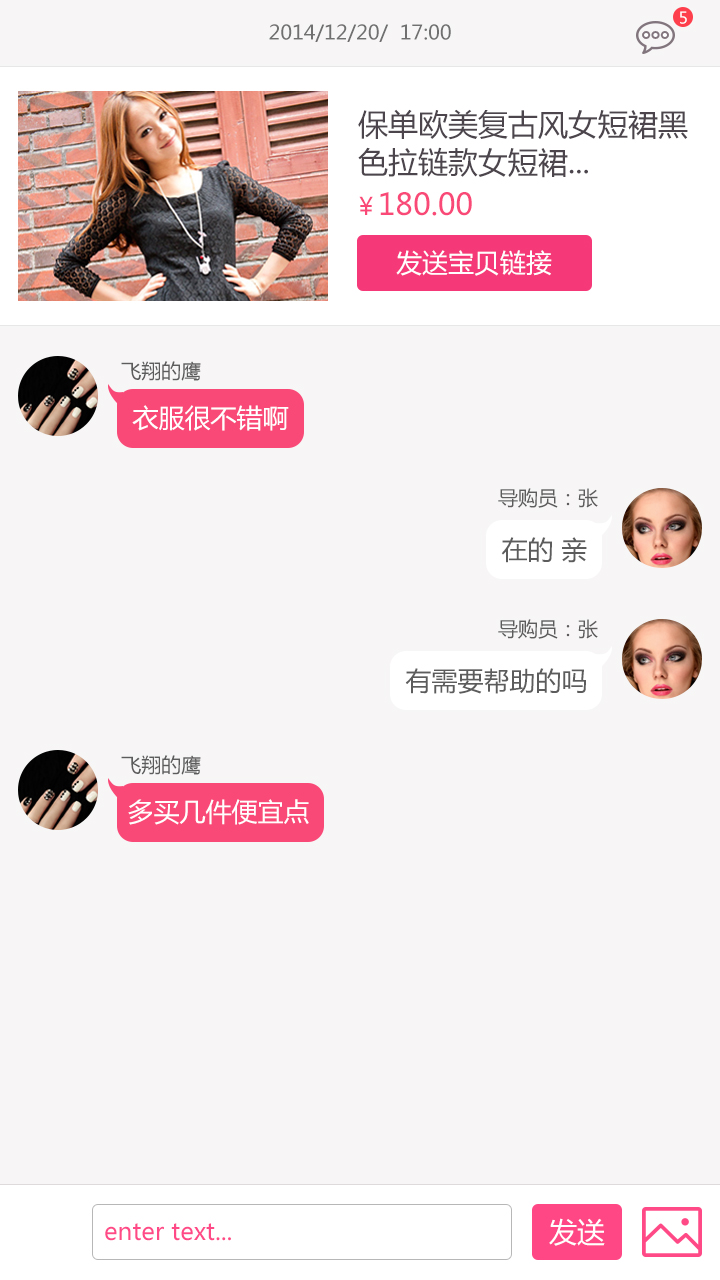 2014/12/20/ 17:00
5
保单欧美复古风女短裙黑
色拉链款女短裙...
¥180.00
发送宝贝链接
飞翔的鹰
衣服很不错啊
导购员：张
在的 亲
导购员：张
有需要帮助的吗
飞翔的鹰
多买几件便宜点
enter text...
发送